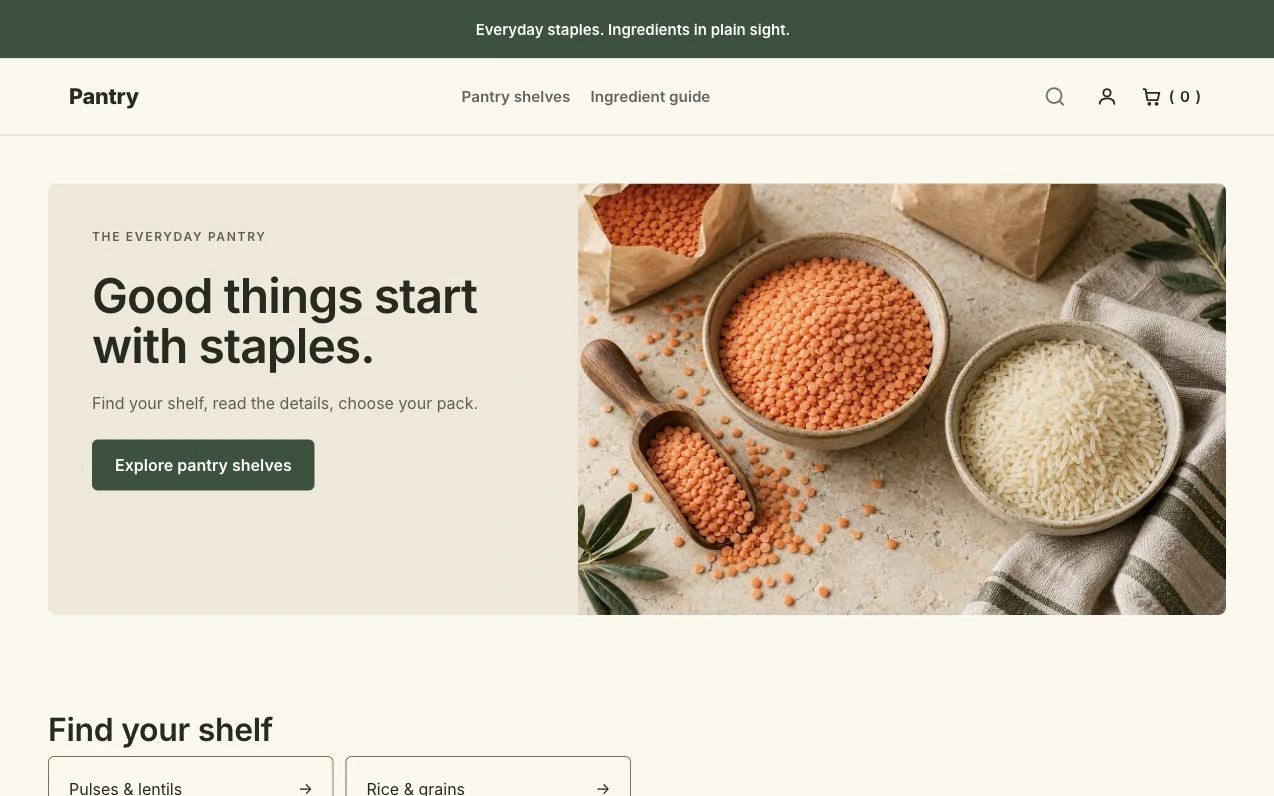 Everyday staples. Ingredients in plain sight.
Pantry
Pantry shelves
Ingredient guide
( 0 )
THE EVERYDAY PANTRY
Good things start
with staples.
Find your shelf, read the details, choose your pack.
Explore pantry shelves
Find your shelf
Pulses & lentils →
Rice & grains →